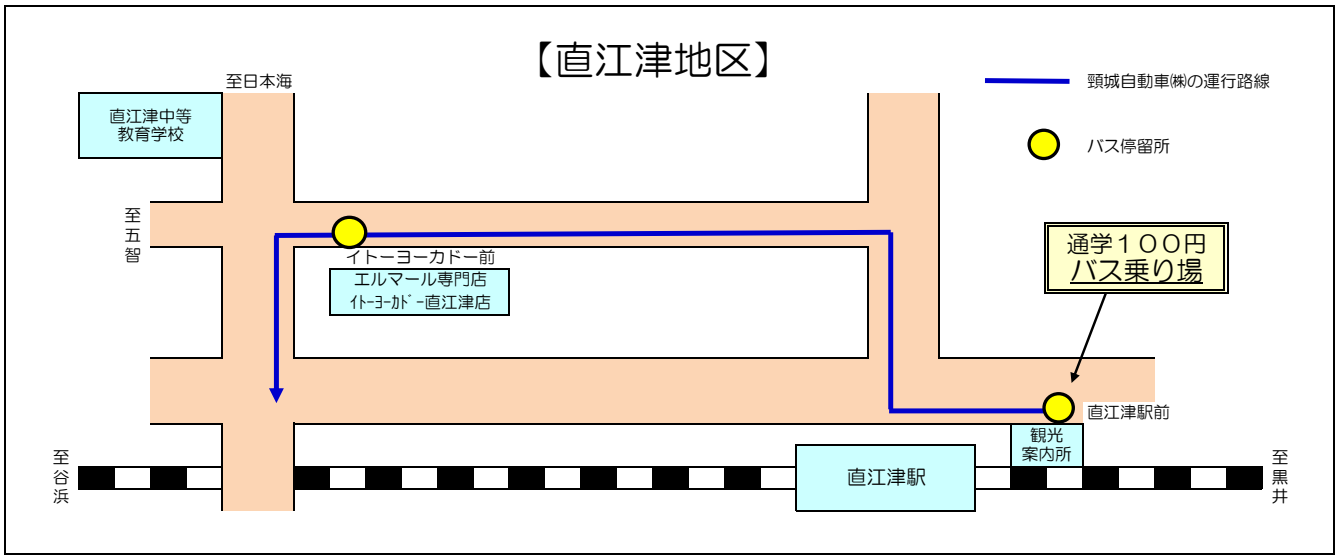 【直江津地区】
至日本海
頸城自動車㈱の運行路線
直江津中等
教育学校
バス停留所
至五智
通学１００円
バス乗り場
イトーヨーカドー前
エルマール専門店
ｲﾄｰﾖｰｶﾄﾞｰ直江津店
直江津駅前
観光
案内所
至谷浜
直江津駅
至黒井